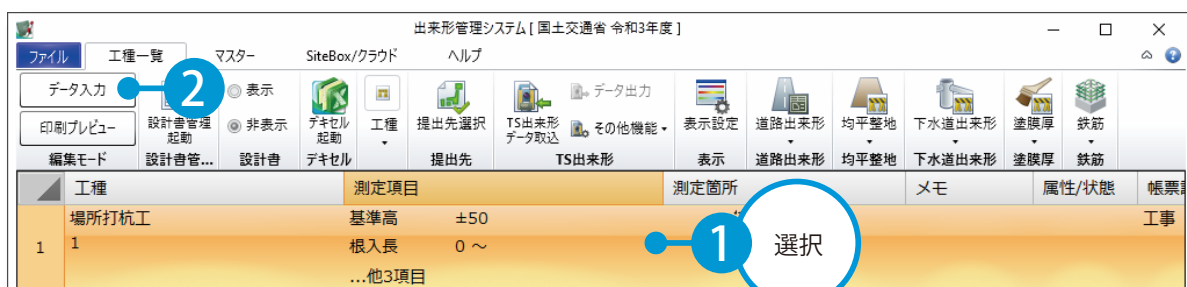 出来形管理システム [ 国土交通省 令和3年度 ]
ファイル 工種一覧 マスター SiteBox/クラウド ヘルプ
データ入力 2 表示 データ出力
印刷プレビュー 設計書管理起動 非表示 デキセル起動 工種 提出先選択 TS出来形データ取込 その他機能 表示設定 道路出来形 均平整地 下水道出来形 塗膜厚 鉄筋
編集モード 設計書管... 設計書 デキセル 提出先 TS出来形 表示 道路出来形 均平整地 下水道出来形 塗膜厚 鉄筋
工種 測定項目 測定箇所 メモ 属性/状態 帳票
場所打杭工 基準高 ±50 工事
1 1 根入長 0 ～ 1 選択
...他3項目